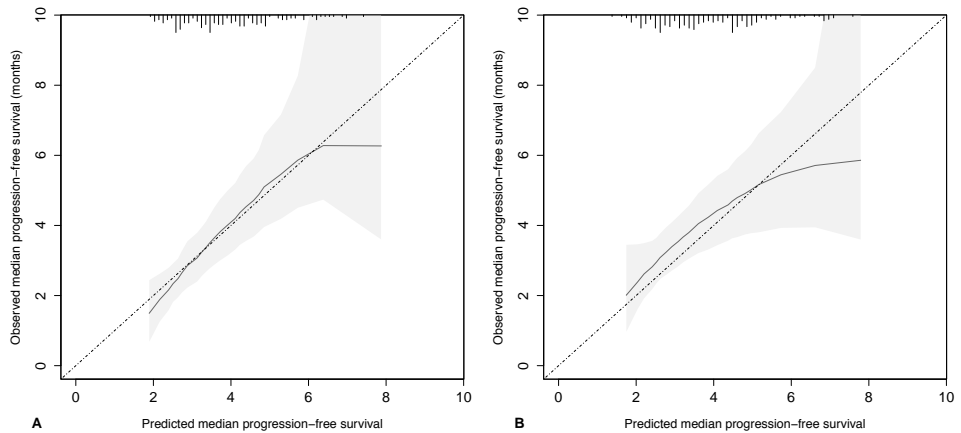 10
8
6
4
2
0
Observed median progression−free survival (months)
0 2 4 6 8 10
A Predicted median progression−free survival
10
8
6
4
2
0
Observed median progression−free survival (months)
0 2 4 6 8 10
B Predicted median progression−free survival